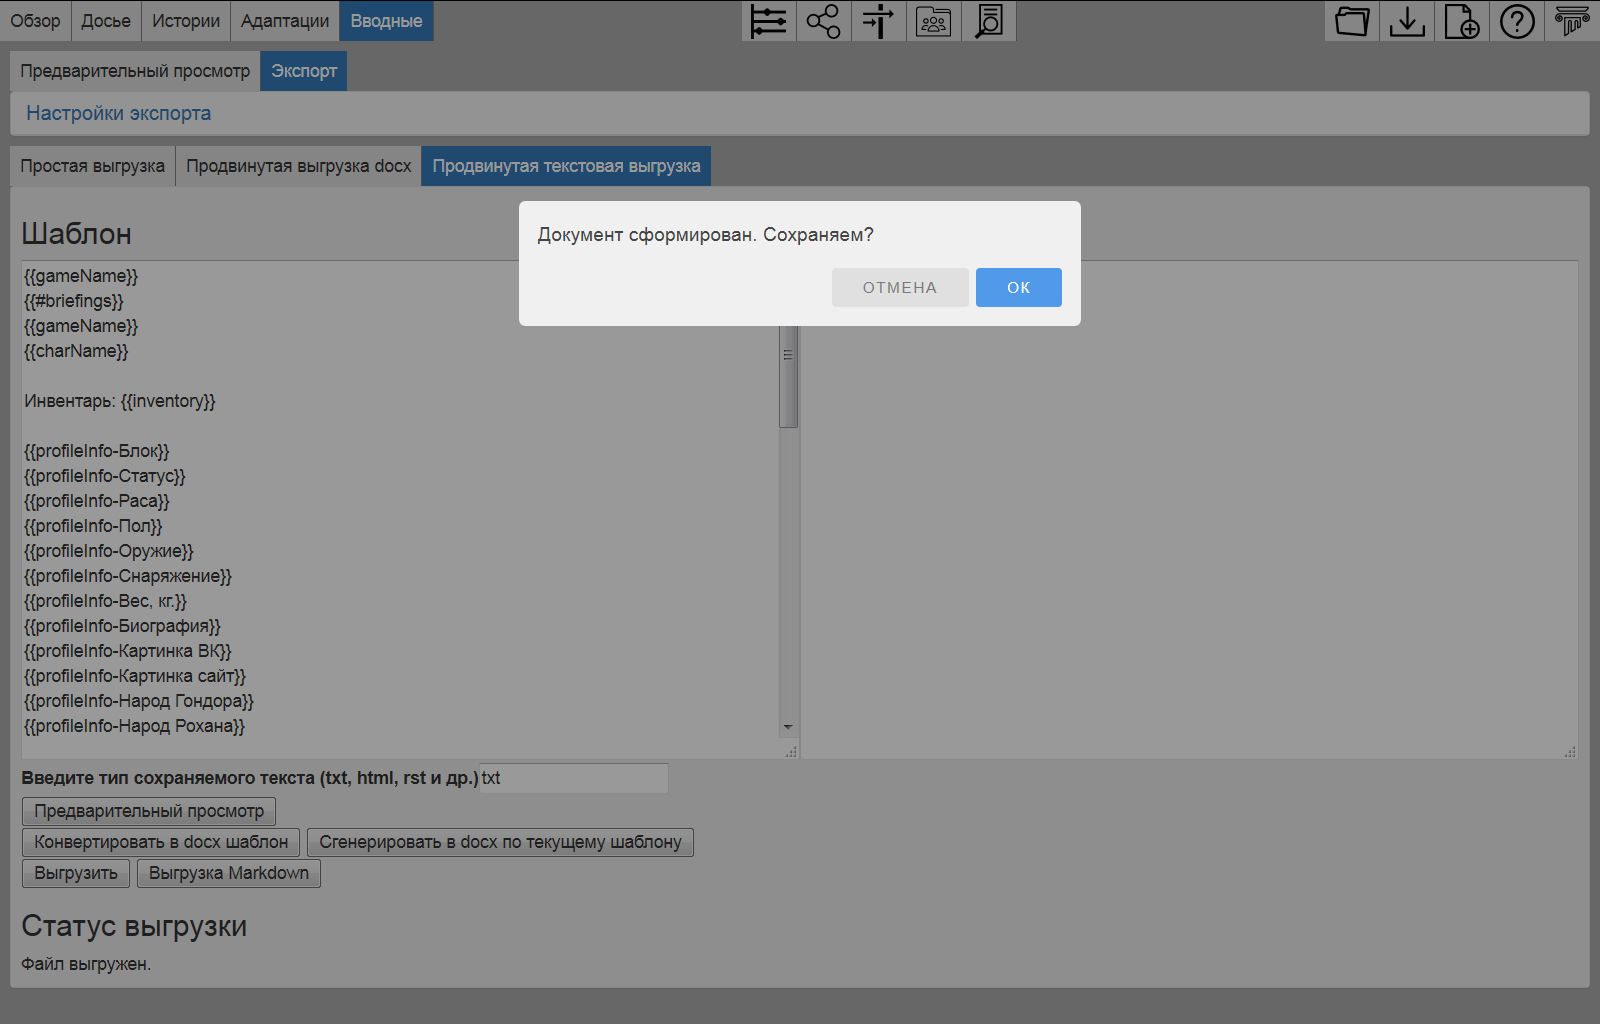 Обзор Досье Истории Адаптации Вводные
Предварительный просмотр Экспорт
Настройки экспорта
Простая выгрузка Продвинутая выгрузка docx Продвинутая текстовая выгрузка
Документ сформирован. Сохраняем?
ОТМЕНА OK
Шаблон
{{gameName}}
{{#briefings}}
{{gameName}}
{{charName}}
Инвентарь: {{inventory}}
{{profileInfo-Блок}}
{{profileInfo-Статус}}
{{profileInfo-Раса}}
{{profileInfo-Пол}}
{{profileInfo-Оружие}}
{{profileInfo-Снаряжение}}
{{profileInfo-Вес, кг.}}
{{profileInfo-Биография}}
{{profileInfo-Картинка ВК}}
{{profileInfo-Картинка сайт}}
{{profileInfo-Народ Гондора}}
{{profileInfo-Народ Рохана}}
Введите тип сохраняемого текста (txt, html, rst и др.) txt
Предварительный просмотр
Конвертировать в docx шаблон Сгенерировать в docx по текущему шаблону
Выгрузить Выгрузка Markdown
Статус выгрузки
Файл выгружен.